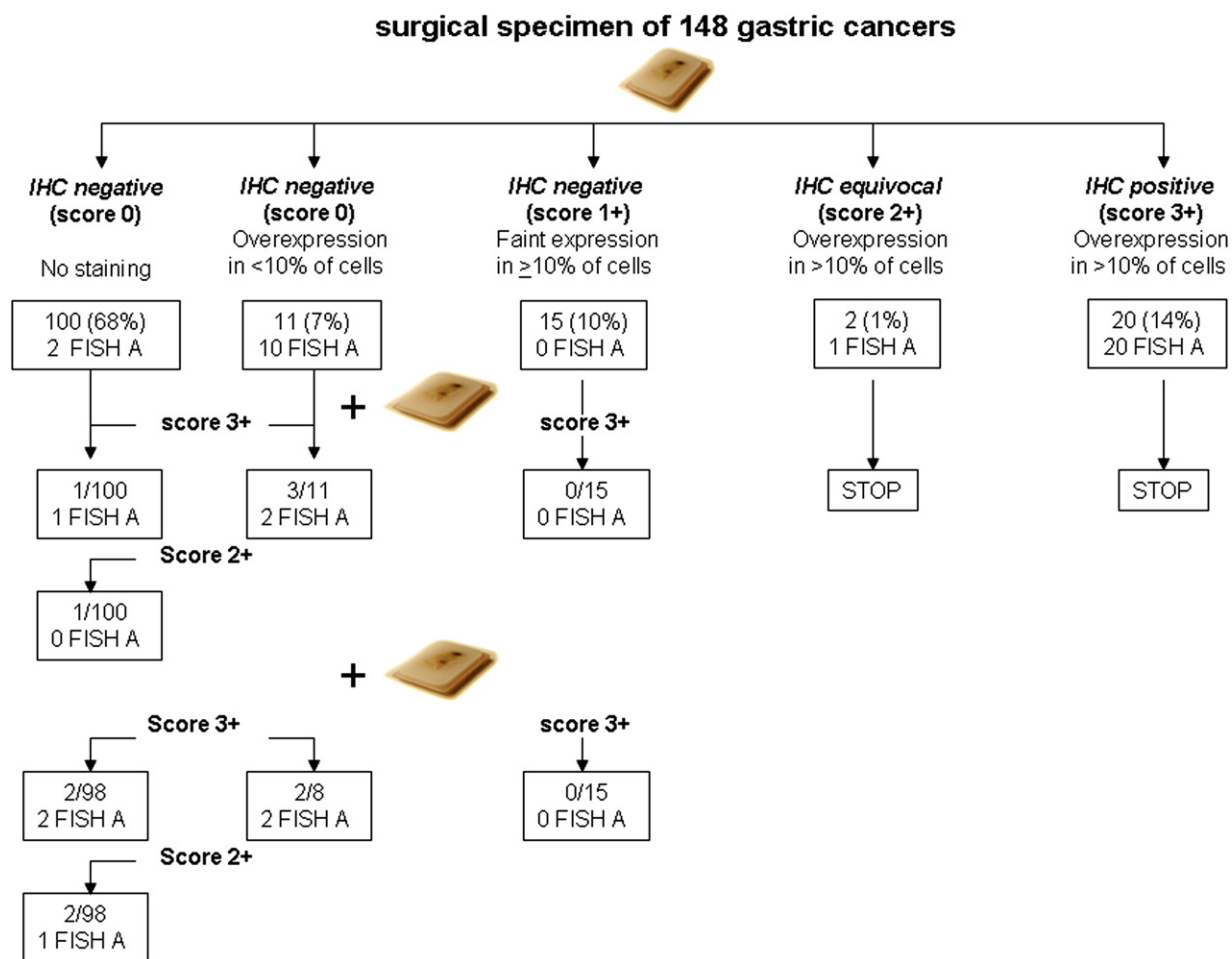 surgical specimen of 148 gastric cancers
IHC negative
(score 0)
No staining
IHC negative
(score 0)
Overexpression
in <10% of cells
IHC negative
(score 1+)
Faint expression
in ≥10% of cells
IHC equivocal
(score 2+)
Overexpression
in >10% of cells
IHC positive
(score 3+)
Overexpression
in >10% of cells
100 (68%)
2 FISH A
11 (7%)
10 FISH A
15 (10%)
0 FISH A
2 (1%)
1 FISH A
20 (14%)
20 FISH A
+
score 3+
score 3+
1/100
1 FISH A
3/11
2 FISH A
0/15
0 FISH A
STOP
STOP
Score 2+
1/100
0 FISH A
+
Score 3+
score 3+
2/98
2 FISH A
2/8
2 FISH A
0/15
0 FISH A
Score 2+
2/98
1 FISH A